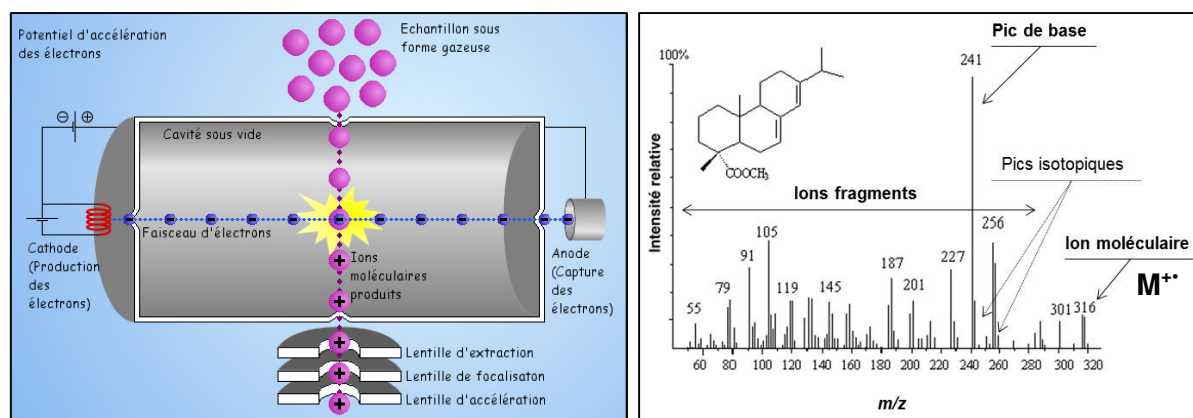 Potentiel d'accélération
des électrons
Echantillon sous
forme gazeuse
⊖ ⊕
Cavité sous vide
Faisceau d'électrons
Cathode
(Production
des
électrons)
Ions
moléculaires
produits
Anode
(Capture
des
électrons)
Lentille d'extraction
Lentille de focalisaton
Lentille d'accélération
Pic de base
100%
241
Intensité relative
COOCH₃
Pics isotopiques
Ions fragments
256
Ion moléculaire
M⁺•
105
91
79
55
119
145
187
201
227
301
316
60 80 100 120 140 160 180 200 220 240 260 280 300 320
m/z